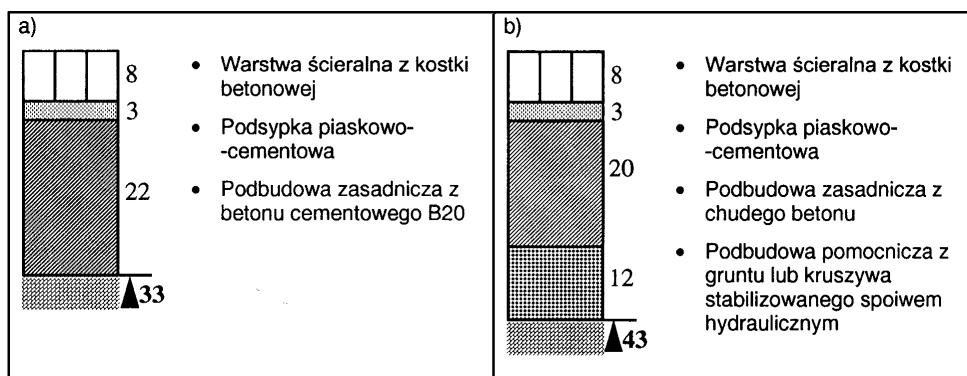 a)
8
3
22
33
• Warstwa ścieralna z kostki
betonowej
• Podsypka piaskowo-
-cementowa
• Podbudowa zasadnicza z
betonu cementowego B20
b)
8
3
20
12
43
• Warstwa ścieralna z kostki
betonowej
• Podsypka piaskowo-
-cementowa
• Podbudowa zasadnicza z
chudego betonu
• Podbudowa pomocnicza z
gruntu lub kruszywa
stabilizowanego spoiwem
hydraulicznym